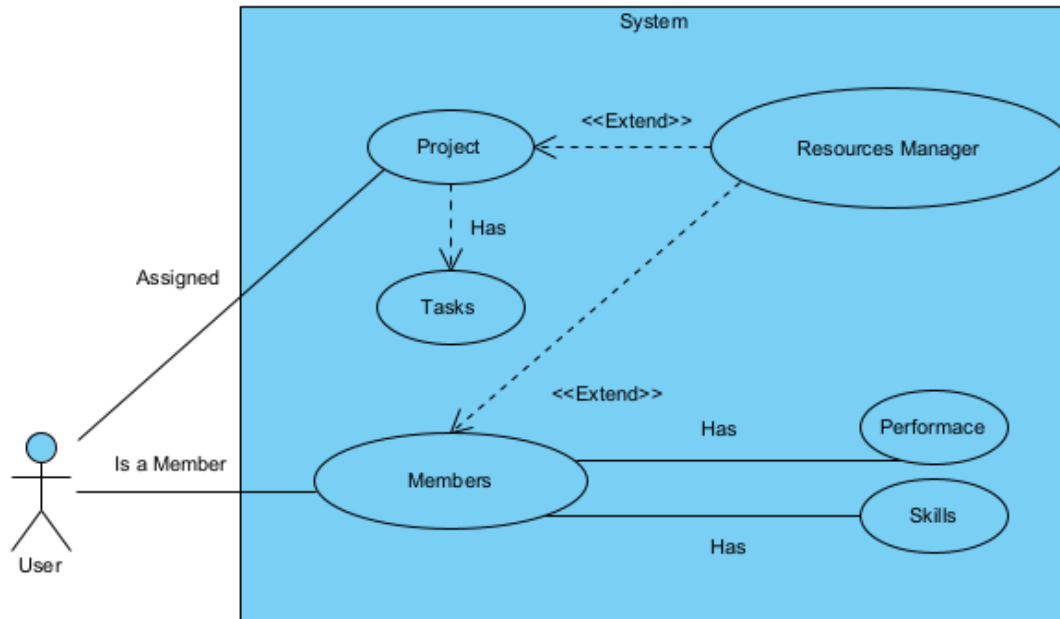 System
<<Extend>>
Project
Resources Manager
Has
Assigned
Tasks
<<Extend>>
Performace
Has
Is a Member
Members
Skills
Has
User